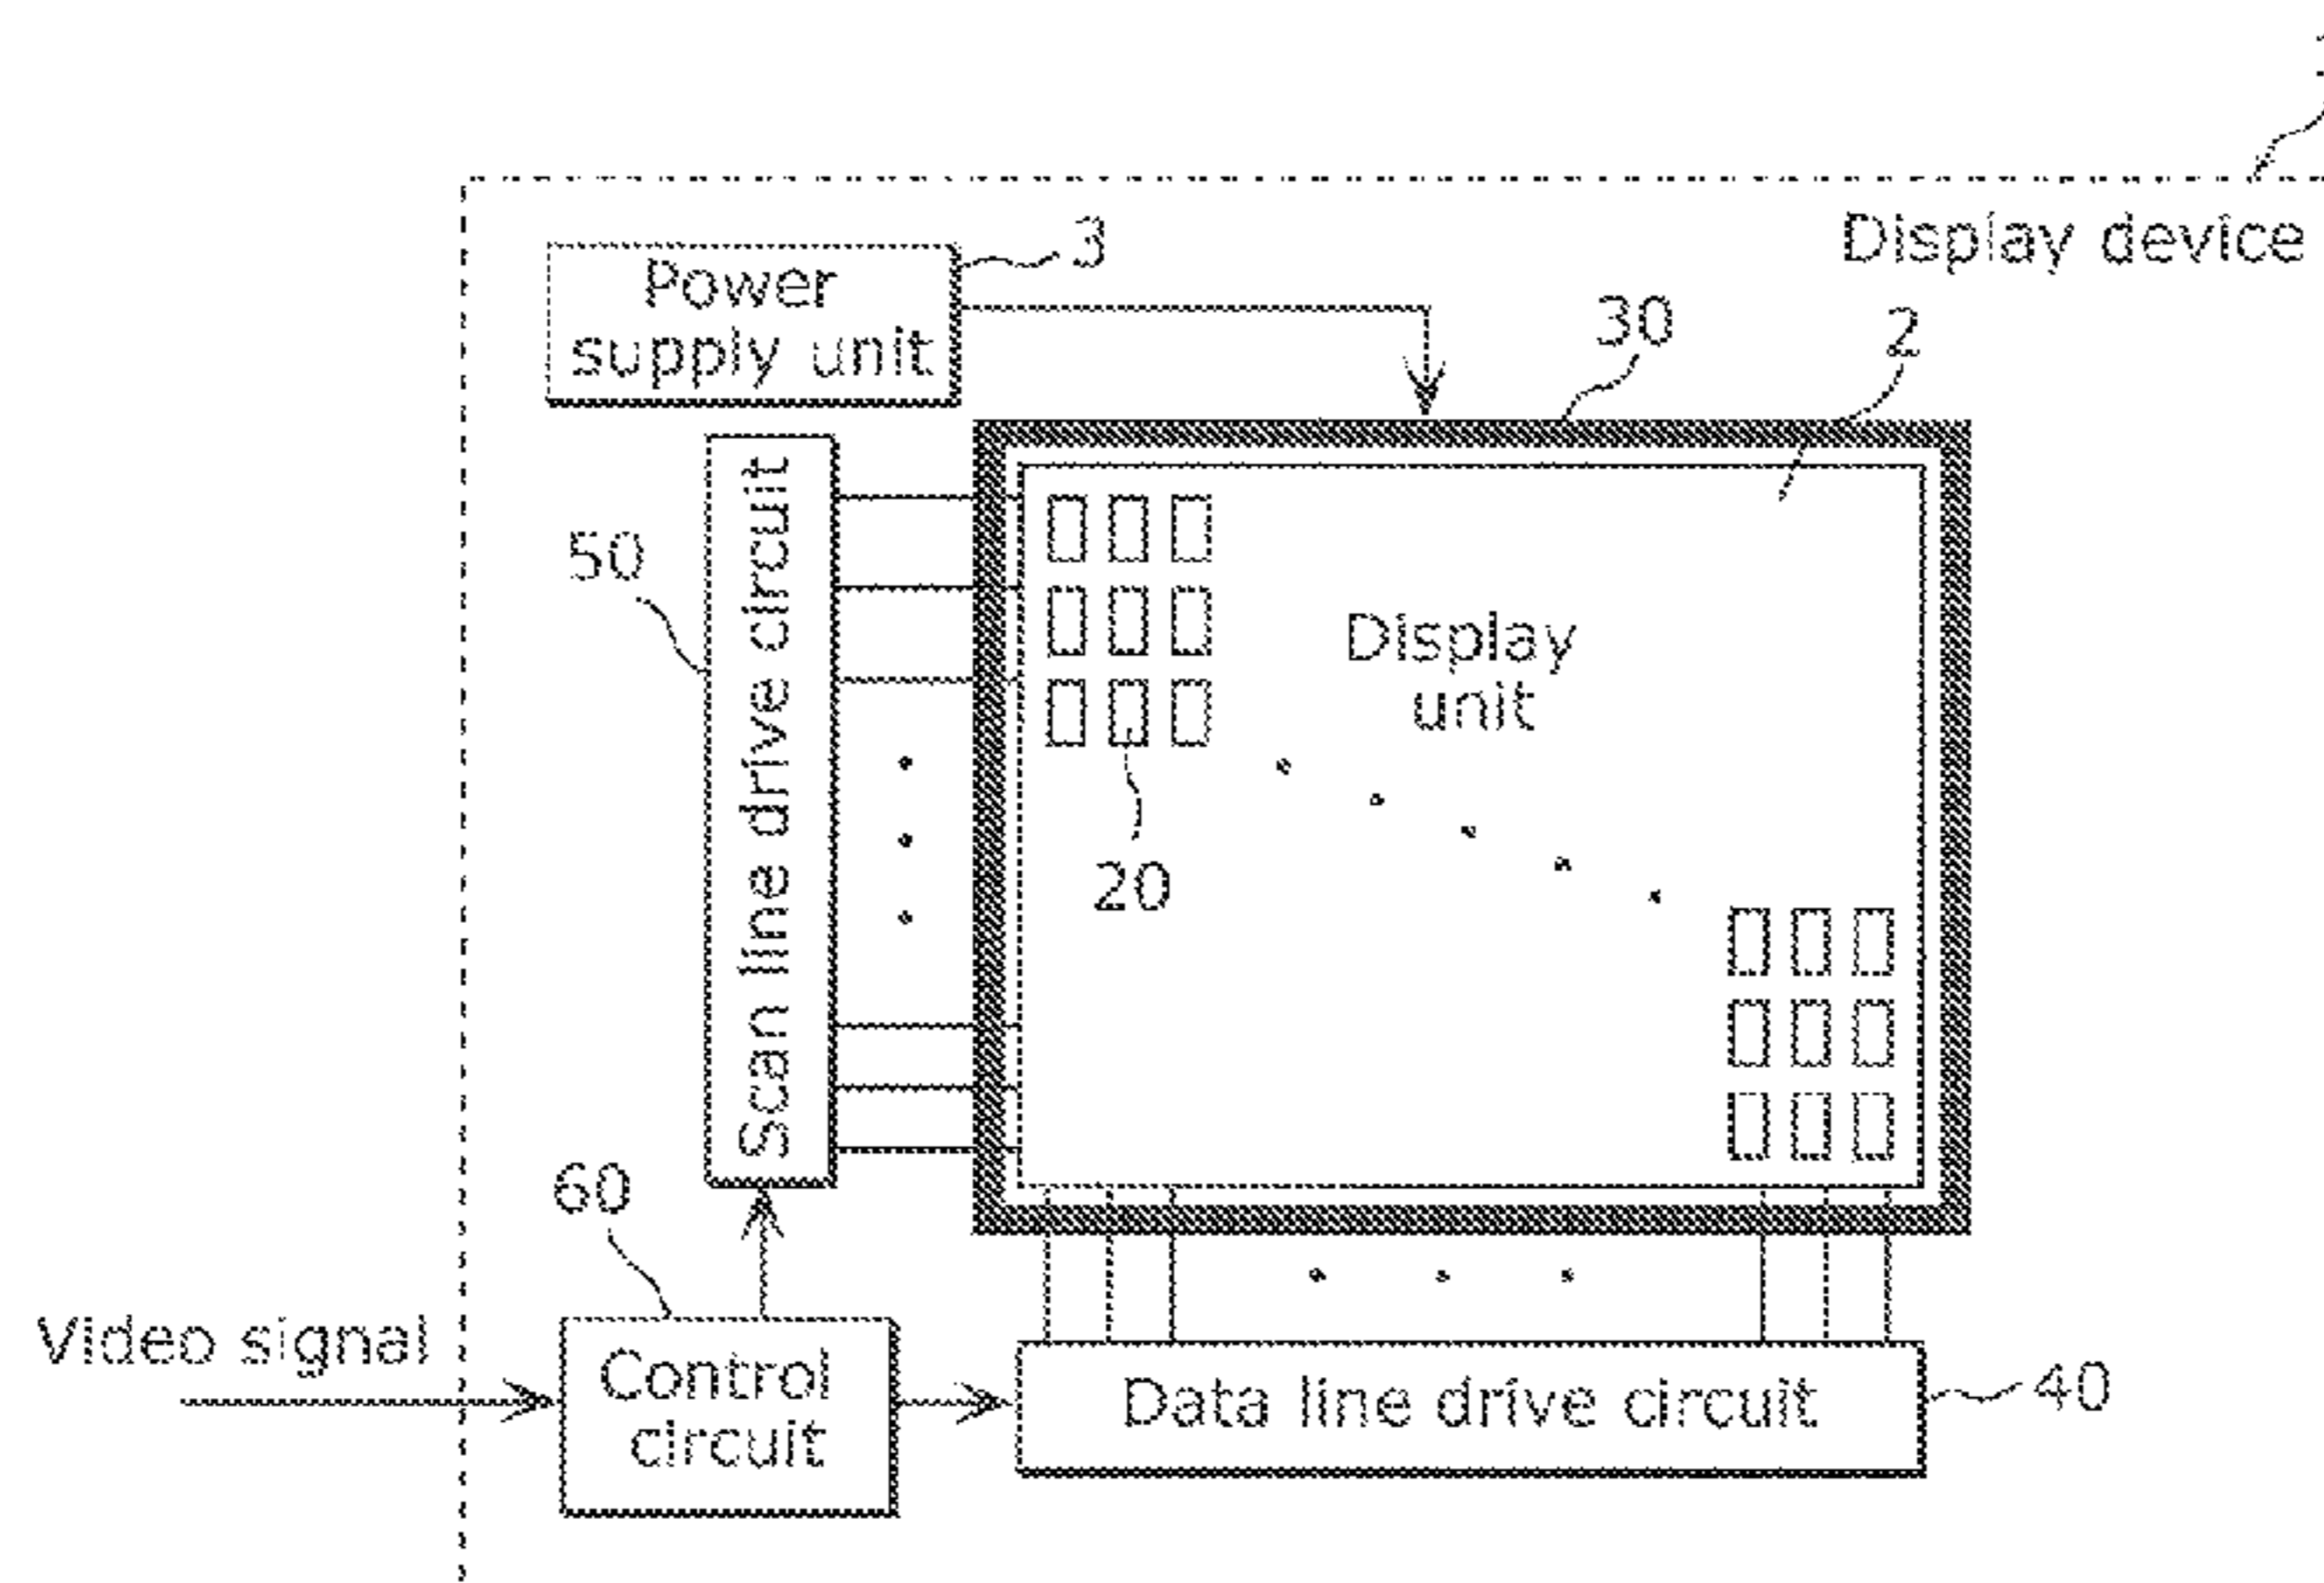 Display device
3
Power
supply unit
30
2
50
Scan line drive circuit
Display
unit
20
60
Video signal
Control
circuit
Data line drive circuit
40